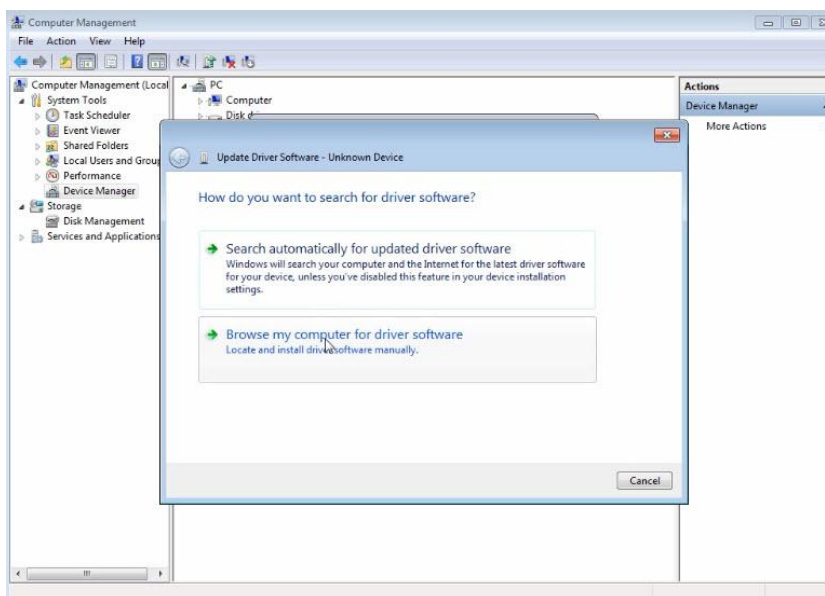 Computer Management
File Action View Help
Computer Management (Local
System Tools
Task Scheduler
Event Viewer
Shared Folders
Local Users and Group
Performance
Device Manager
Storage
Disk Management
Services and Applications
PC
Computer
Disk
Actions
Device Manager
More Actions
Update Driver Software - Unknown Device
How do you want to search for driver software?
Search automatically for updated driver software
Windows will search your computer and the Internet for the latest driver software
for your device, unless you've disabled this feature in your device installation
settings.
Browse my computer for driver software
Locate and install driver software manually.
Cancel